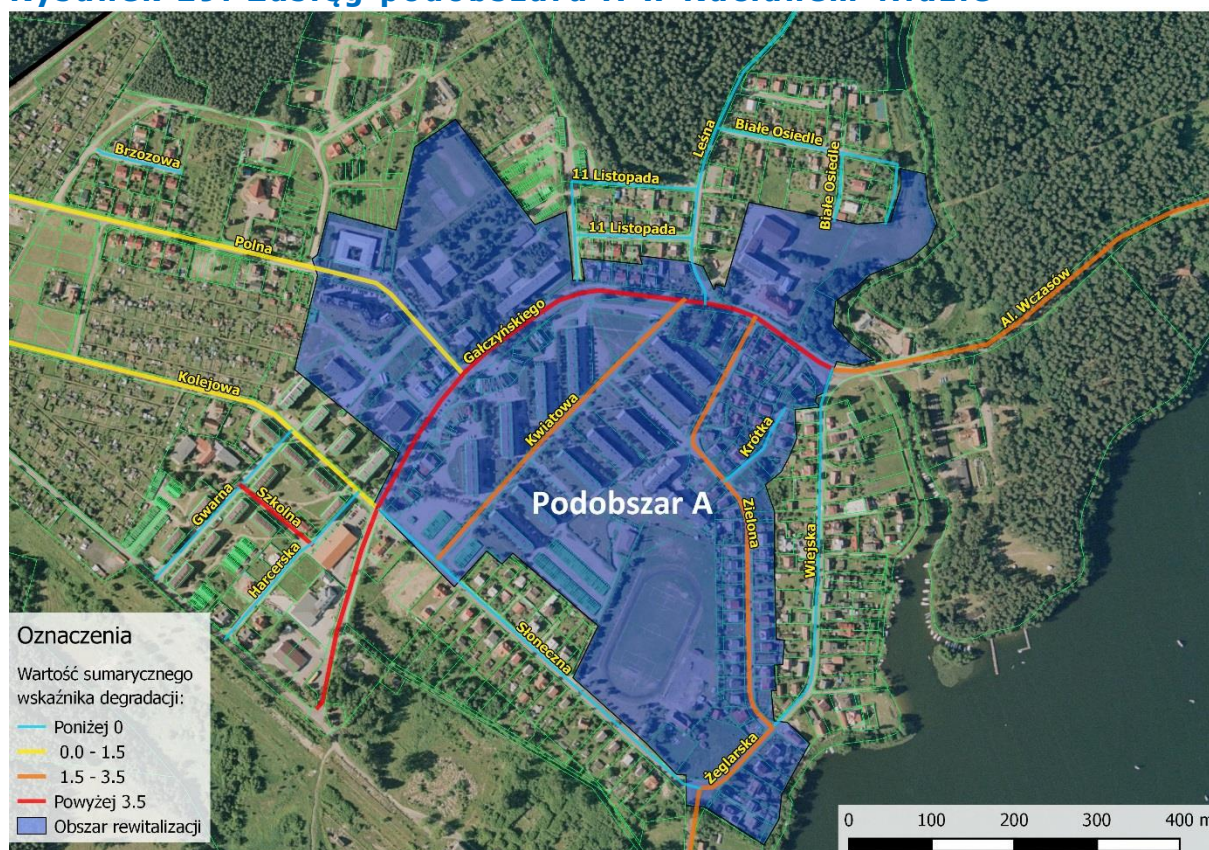 Brzozowa
Białe Osiedle
Leśna
11 Listopada
Białe Osiedle
11 Listopada
Polna
Al. Wczasów
Gałczyńskiego
Kolejowa
Kwiatowa
Krótka
Gwarna
Szkolna
Podobszar A
Zielona
Wiejska
Harcerska
Słoneczna
Żeglarska
Oznaczenia
Wartość sumarycznego
wskaźnika degradacji:
Poniżej 0
0.0 - 1.5
1.5 - 3.5
Powyżej 3.5
Obszar rewitalizacji
0 100 200 300 400 m